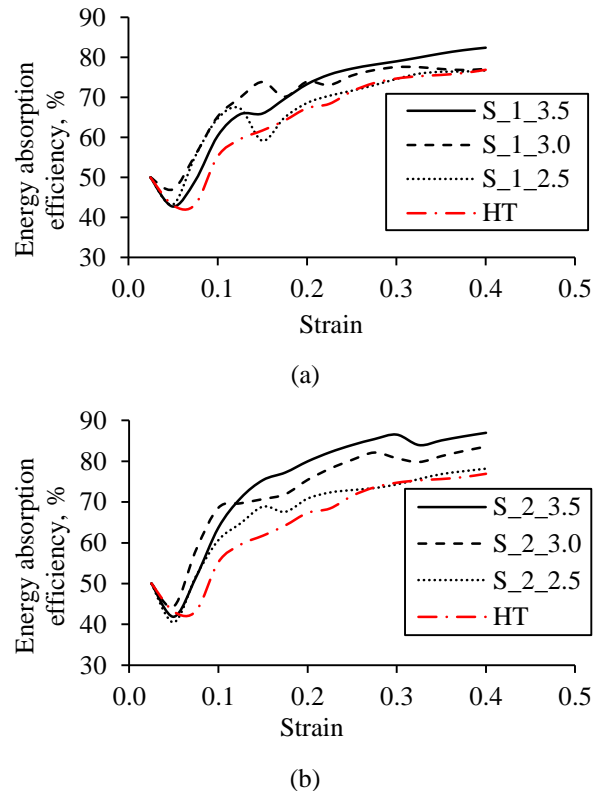 Energy absorption
efficiency, %
90
80
70
60
50
40
30
0.0 0.1 0.2 0.3 0.4 0.5
Strain
S_1_3.5
S_1_3.0
S_1_2.5
HT
(a)
Energy absorption
efficiency, %
90
80
70
60
50
40
30
0.0 0.1 0.2 0.3 0.4 0.5
Strain
S_2_3.5
S_2_3.0
S_2_2.5
HT
(b)